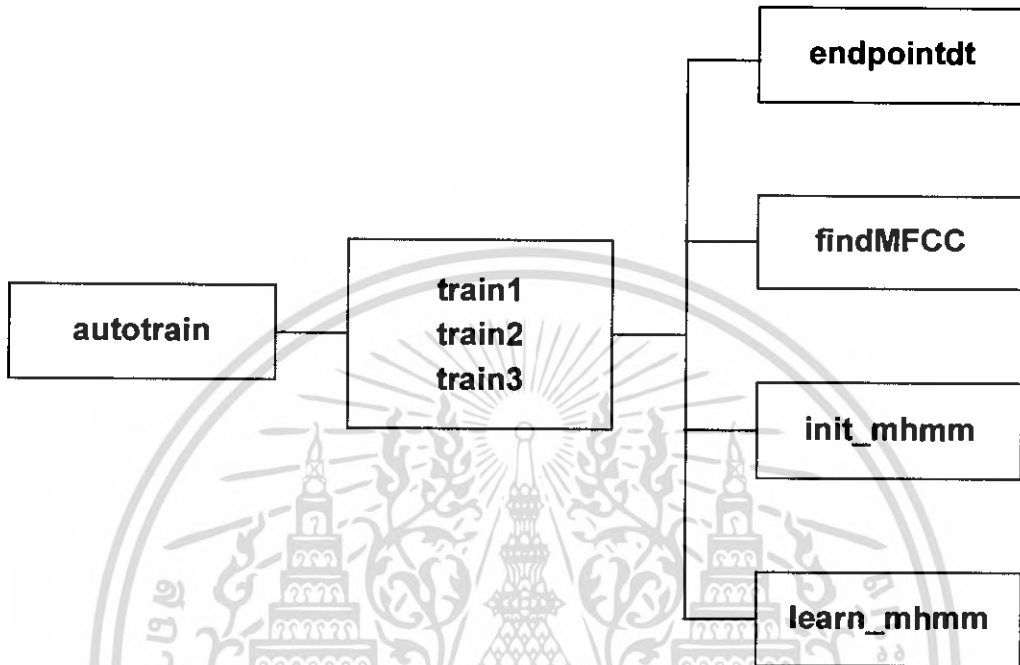 endpointdt
findMFCC
autotrain
train1
train2
train3
init_mhmm
learn_mhmm